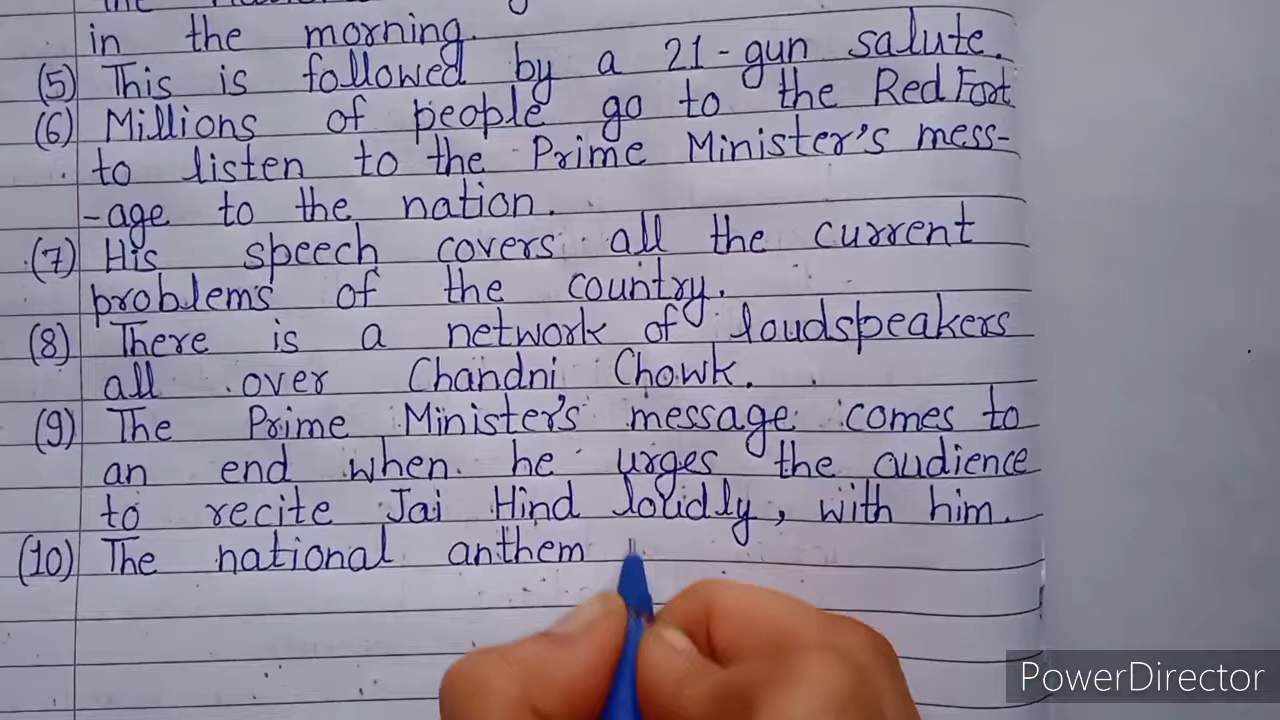 in the morning.
(5) This is followed by a 21-gun salute.
(6) Millions of people go to the Red Fort
to listen to the Prime Minister's mess-
-age to the nation.
(7) His speech covers all the current
problems of the country.
(8) There is a network of loudspeakers
all over Chandni Chowk.
(9) The Prime Minister's message comes to
an end when he urges the audience
to recite Jai Hind loudly, with him.
(10) The national anthem
PowerDirector